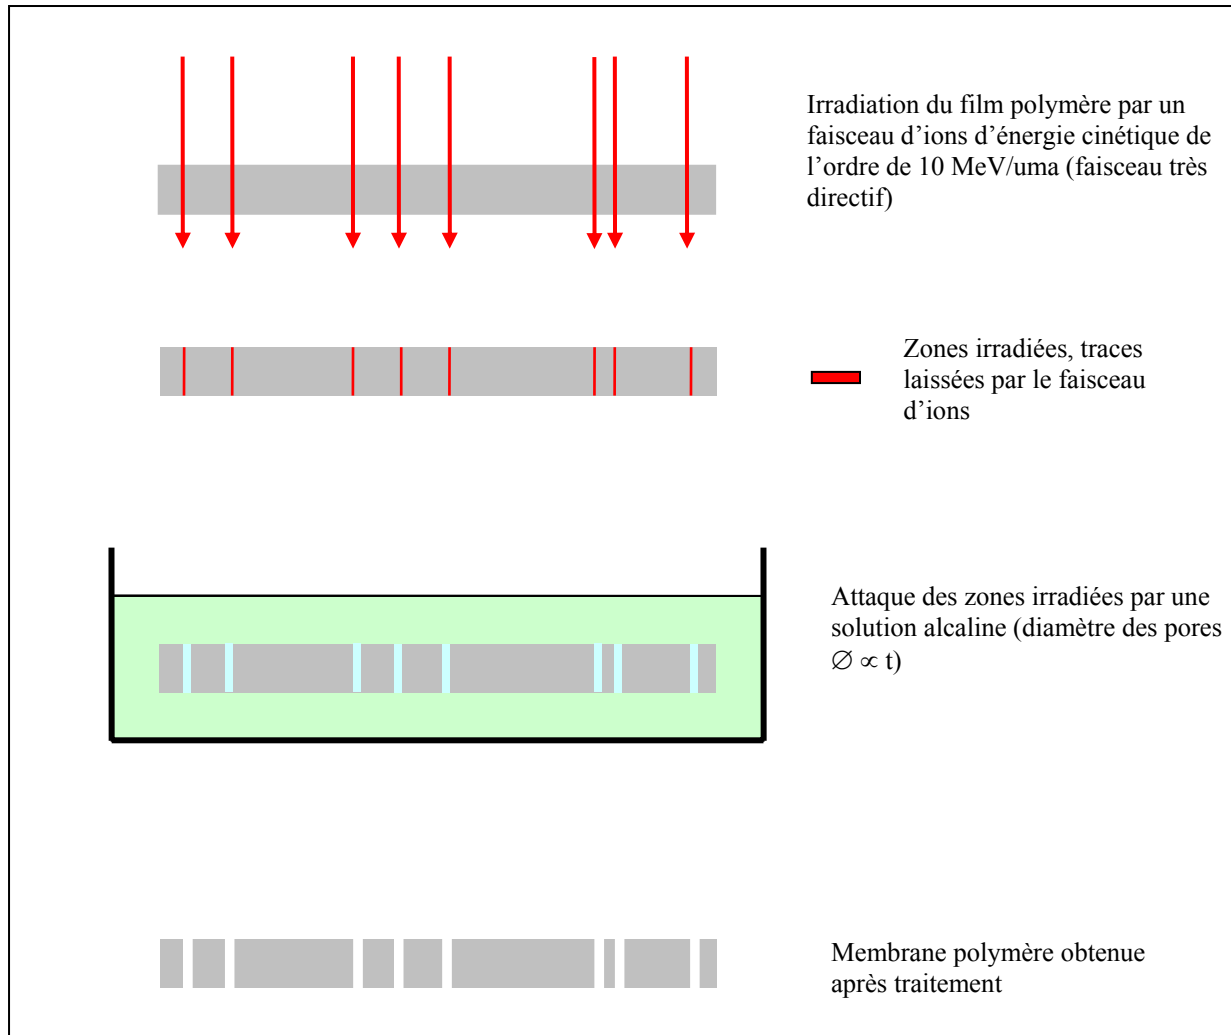 Irradiation du film polymère par un
faisceau d’ions d’énergie cinétique de
l’ordre de 10 MeV/uma (faisceau très
directif)
Zones irradiées, traces
laissées par le faisceau
d’ions
Attaque des zones irradiées par une
solution alcaline (diamètre des pores
∅ ∝ t)
Membrane polymère obtenue
après traitement